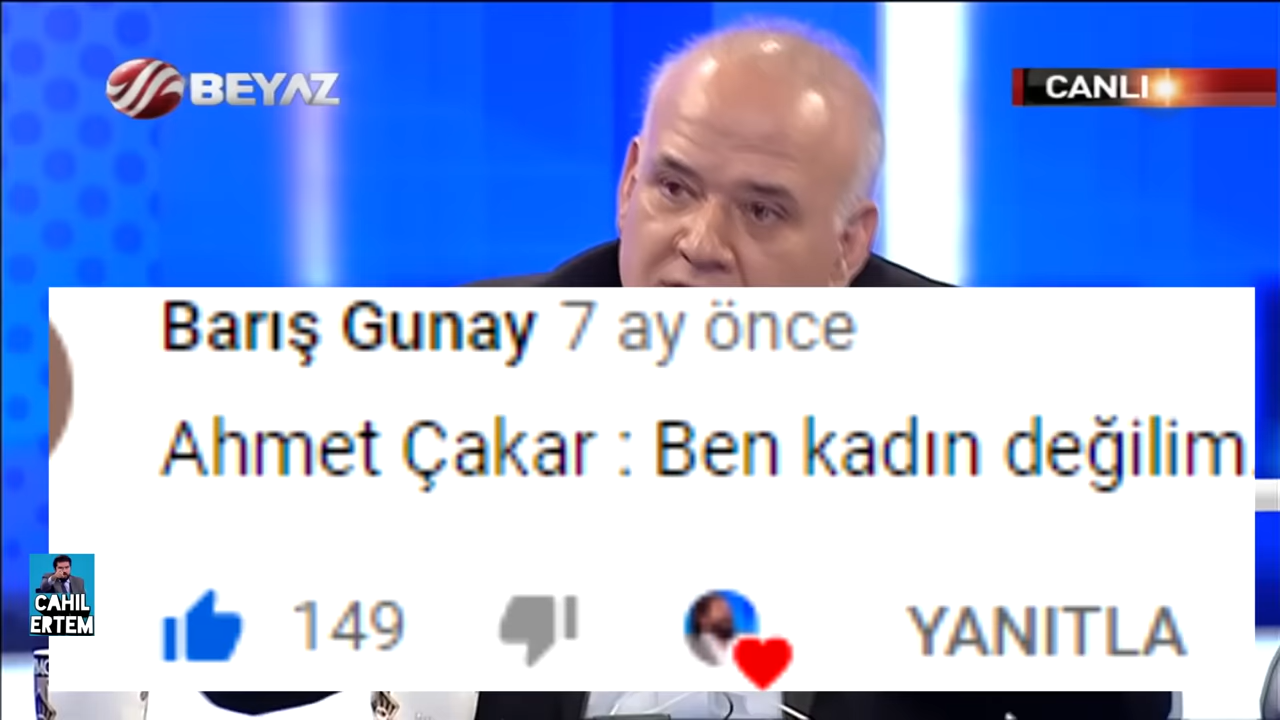 BEYAZ
CANLI
Barış Gunay 7 ay önce
Ahmet Çakar : Ben kadın değilim.
CAHIL
ERTEM
149
YANITLA